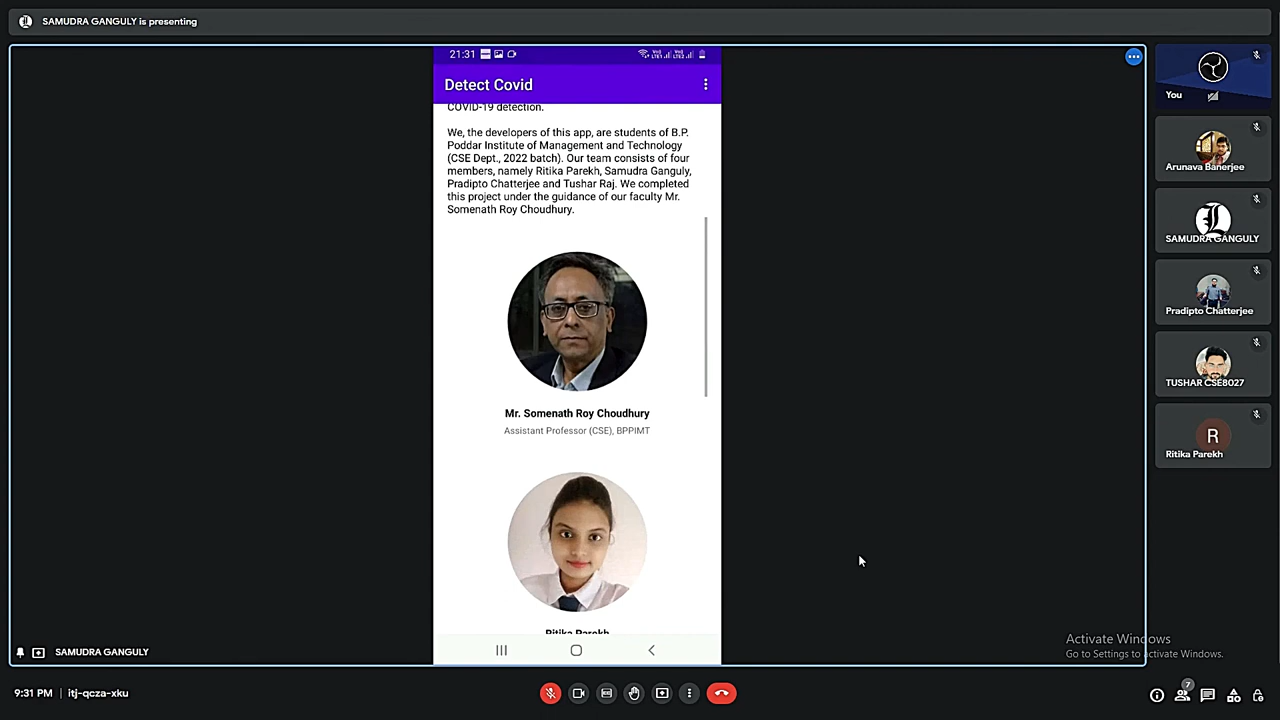 SAMUDRA GANGULY is presenting
21:31
Detect Covid
COVID-19 detection.
We, the developers of this app, are students of B.P.
Poddar Institute of Management and Technology
(CSE Dept., 2022 batch). Our team consists of four
members, namely Ritika Parekh, Samudra Ganguly,
Pradipto Chatterjee and Tushar Raj. We completed
this project under the guidance of our faculty Mr.
Somenath Roy Choudhury.
Mr. Somenath Roy Choudhury
Assistant Professor (CSE), BPPIMT
Ritika Parekh
SAMUDRA GANGULY
You
Arunava Banerjee
SAMUDRA GANGULY
Pradipto Chatterjee
TUSHAR CSE8027
R
Ritika Parekh
Activate Windows
Go to Settings to activate Windows.
9:31 PM | itj-qcza-xku
7